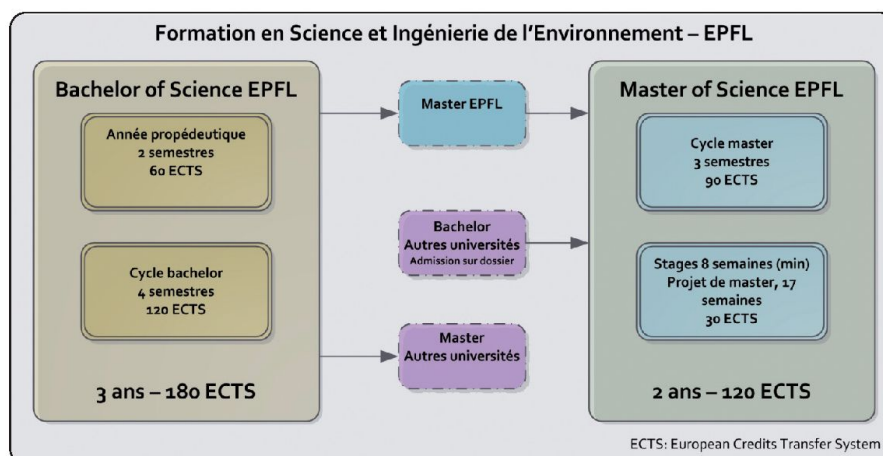 Formation en Science et Ingénierie de l'Environnement – EPFL
Bachelor of Science EPFL
Année propédeutique
2 semestres
60 ECTS
Cycle bachelor
4 semestres
120 ECTS
3 ans – 180 ECTS
Master EPFL
Bachelor
Autres universités
Admission sur dossier
Master
Autres universités
Master of Science EPFL
Cycle master
3 semestres
90 ECTS
Stages 8 semaines (min)
Projet de master, 17
semaines
30 ECTS
2 ans – 120 ECTS
ECTS: European Credits Transfer System